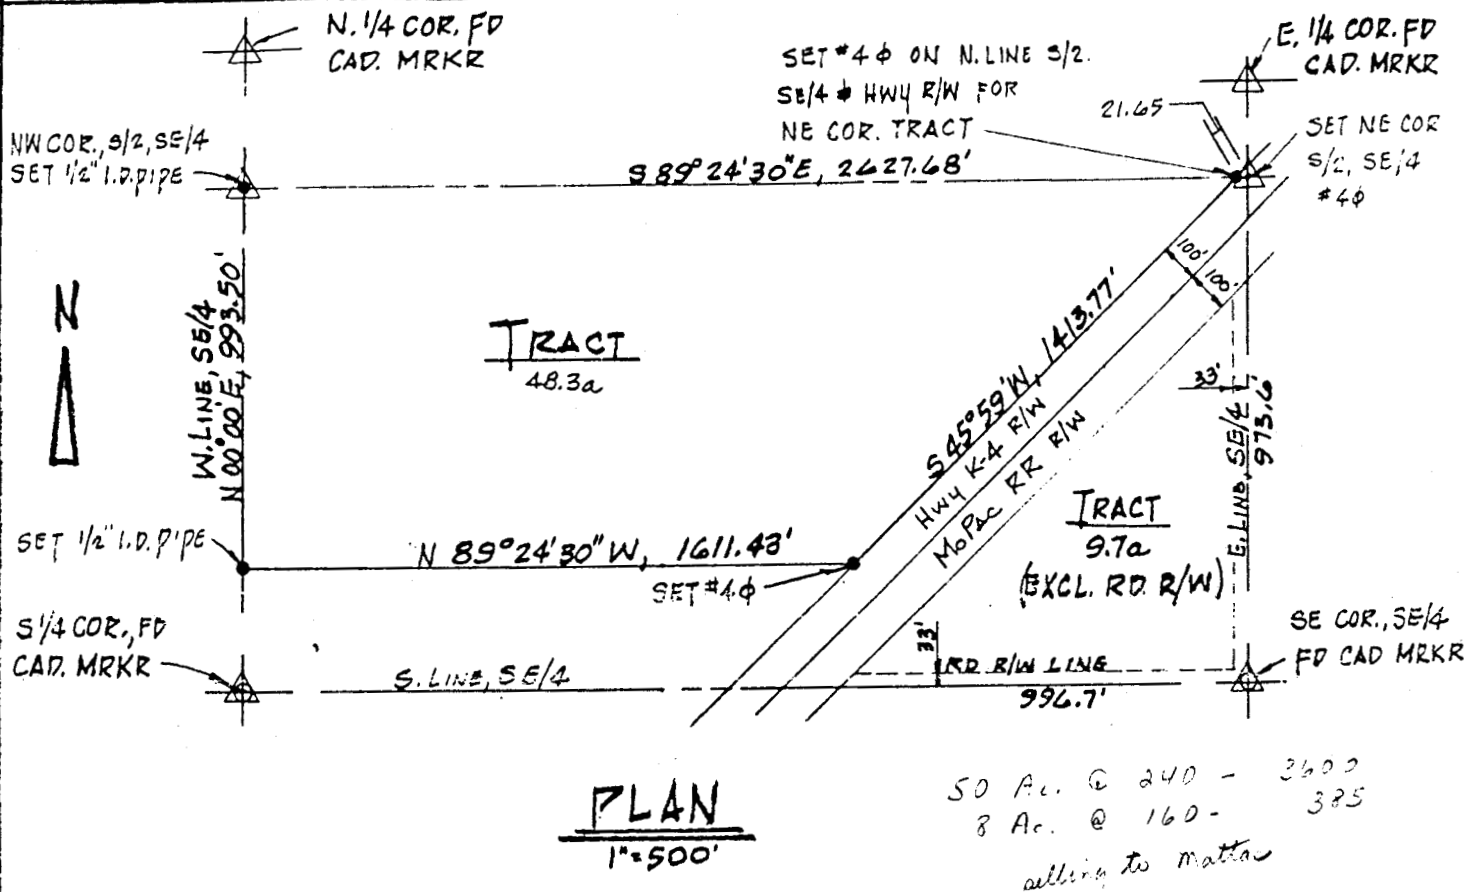 N. 1/4 COR. FD
CAD. MRKR
E. 1/4 COR. FD
CAD. MRKR
SET #4 ϕ ON N. LINE S/2.
SE/4 & HWY R/W FOR
NE COR. TRACT
21.65
SET NE COR
S/2, SE/4
#4ϕ
NW COR., S/2, SE/4
SET 1/2" I.D. PIPE
S 89° 24' 30" E, 2627.68'
N
W. LINE, SE/4
N 00° 00' E, 993.50'
TRACT
48.3a
S 45° 59' W, 1413.77'
100'
100'
HWY K-4 R/W
MoPac RR R/W
33'
E. LINE, SE/4
973.6'
TRACT
9.7a
(EXCL. RD. R/W)
SET 1/2" I.D. PIPE
N 89° 24' 30" W, 1611.43'
SET #4ϕ
S 1/4 COR., FD
CAD. MRKR
S. LINE, SE/4
33'
RD R/W LINE
996.7'
SE COR., SE/4
FD CAD MRKR
PLAN
1"=500'
50 Ac. @ 240 - 3600
8 Ac. @ 160 - 385
selling to